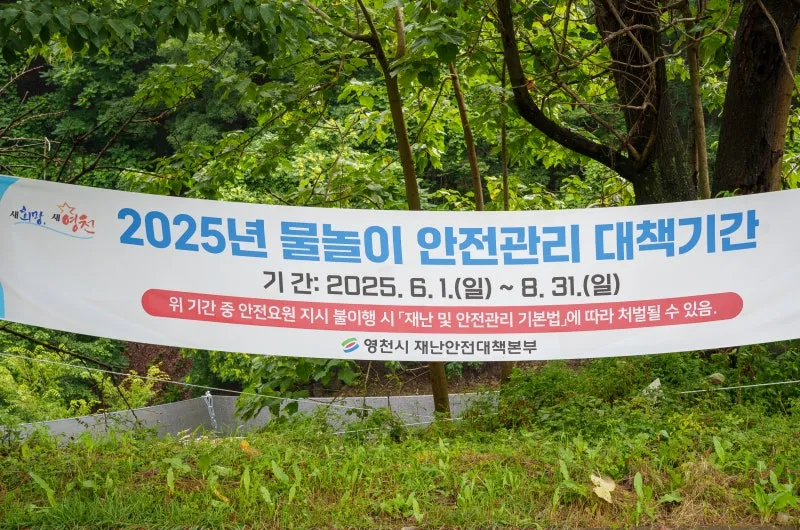 새희망, 새영천
2025년 물놀이 안전관리 대책기간
기 간: 2025. 6. 1.(일) ~ 8. 31.(일)
위 기간 중 안전요원 지시 불이행 시 「재난 및 안전관리 기본법」에 따라 처벌될 수 있음.
영천시 재난안전대책본부